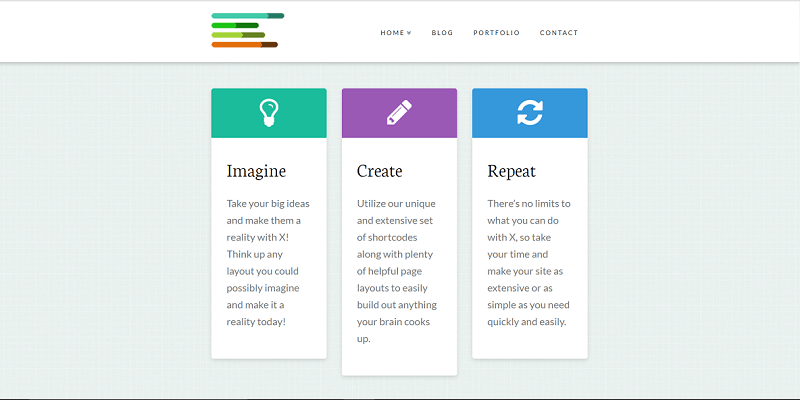 HOME BLOG PORTFOLIO CONTACT
Imagine
Take your big ideas
and make them a
reality with X!
Think up any
layout you could
possibly imagine
and make it a
reality today!
Create
Utilize our unique
and extensive set
of shortcodes
along with plenty
of helpful page
layouts to easily
build out anything
your brain cooks
up.
Repeat
There's no limits to
what you can do
with X, so take
your time and
make your site as
extensive or as
simple as you need
quickly and easily.